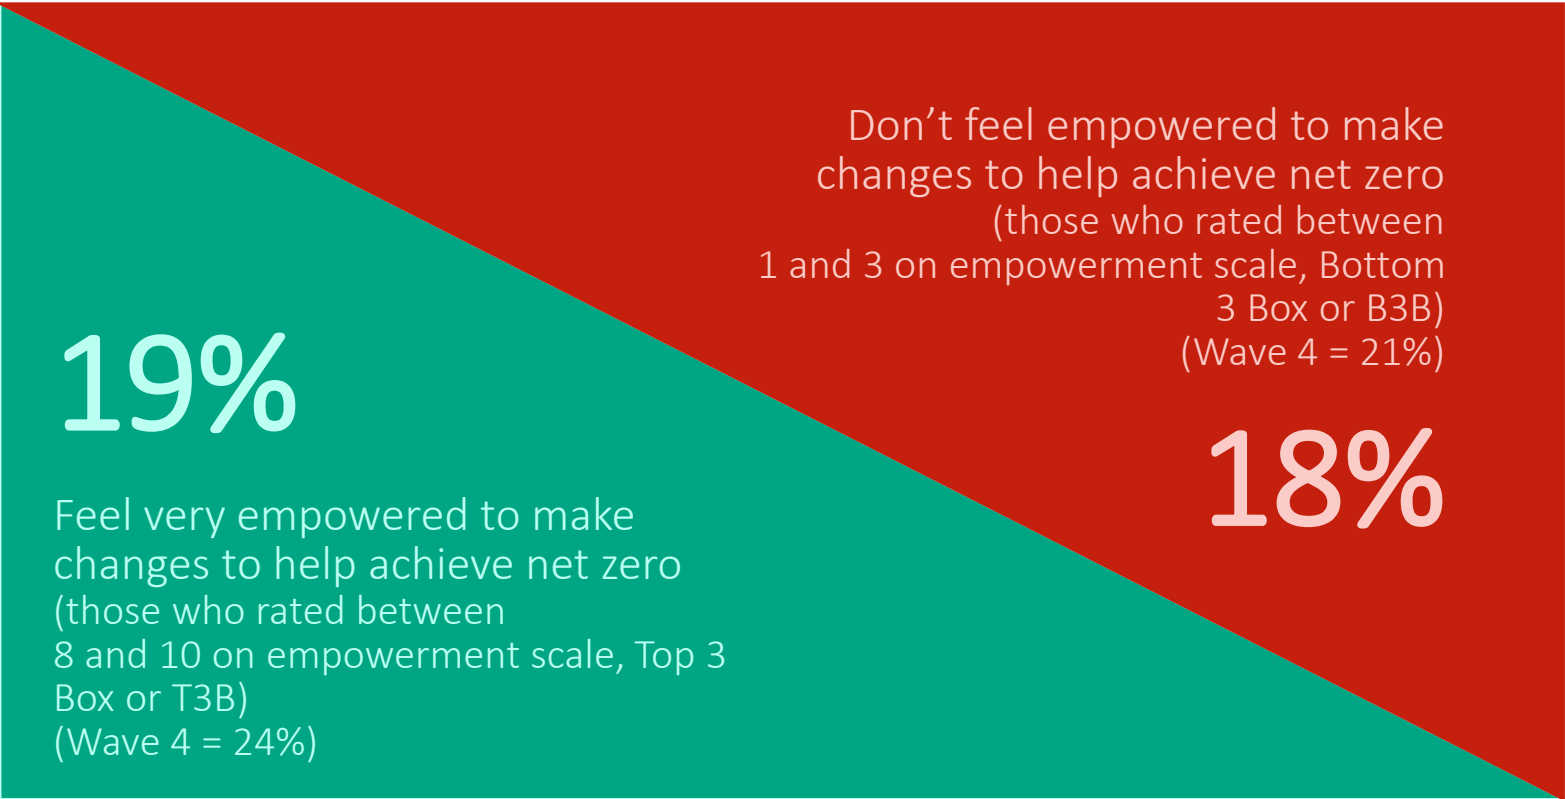 19%
Feel very empowered to make
changes to help achieve net zero
(those who rated between
8 and 10 on empowerment scale, Top 3
Box or T3B)
(Wave 4 = 24%)
Don’t feel empowered to make
changes to help achieve net zero
(those who rated between
1 and 3 on empowerment scale, Bottom
3 Box or B3B)
(Wave 4 = 21%)
18%